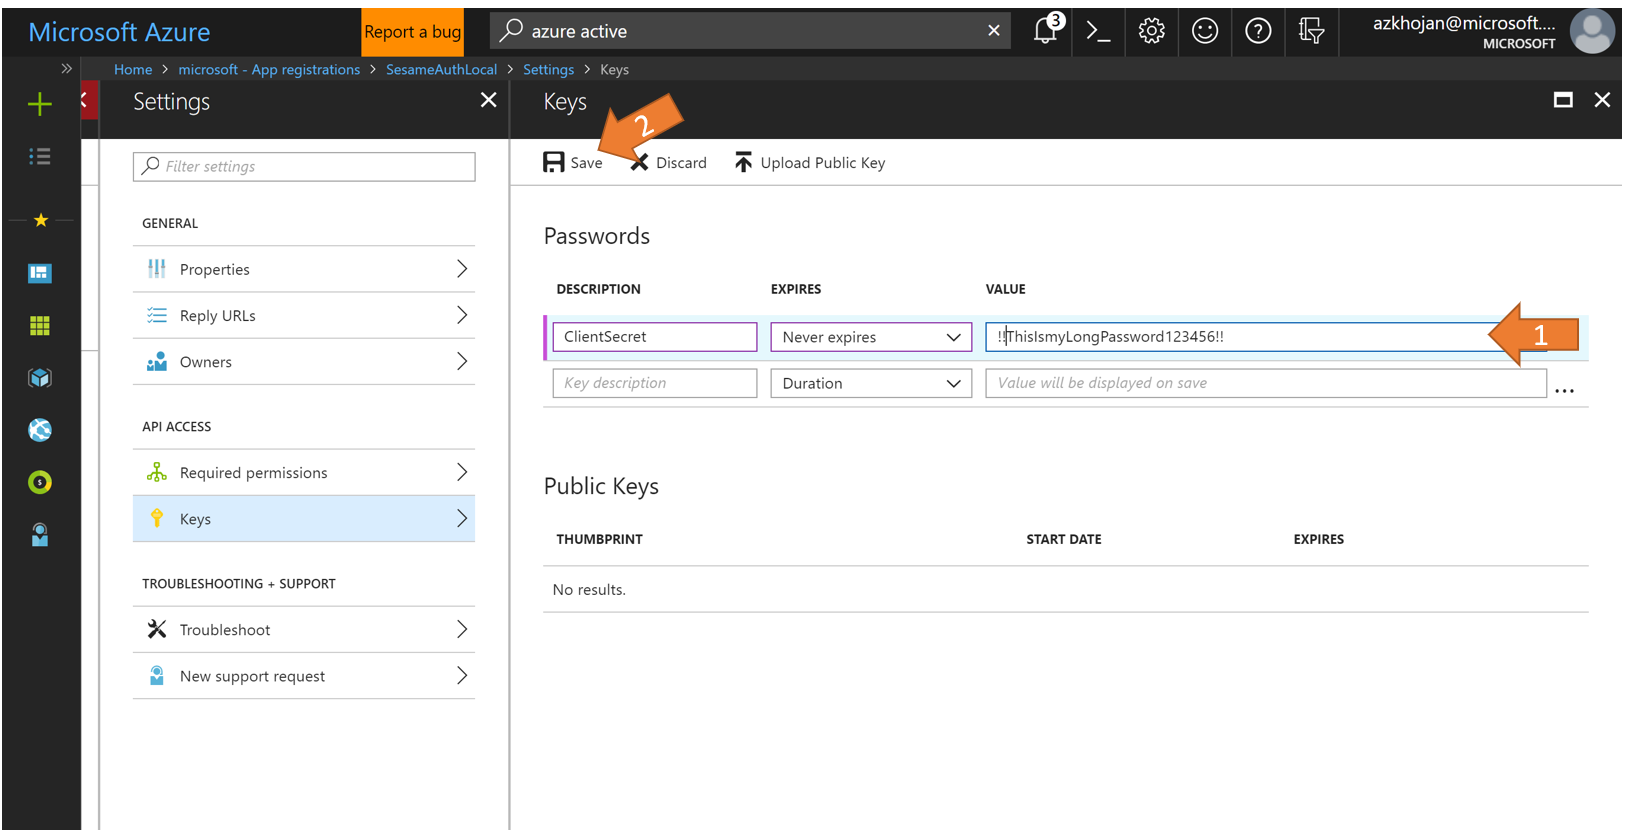 Microsoft Azure
Report a bug
azure active
3
azkhojan@microsoft....
MICROSOFT
Home > microsoft - App registrations > SesameAuthLocal > Settings > Keys
Settings
Filter settings
GENERAL
Properties
Reply URLs
Owners
API ACCESS
Required permissions
Keys
TROUBLESHOOTING + SUPPORT
Troubleshoot
New support request
Keys
2
Save
Discard
Upload Public Key
Passwords
DESCRIPTION EXPIRES VALUE
ClientSecret Never expires !!ThisIsmyLongPassword123456!!
1
Key description Duration Value will be displayed on save
...
Public Keys
THUMBPRINT START DATE EXPIRES
No results.